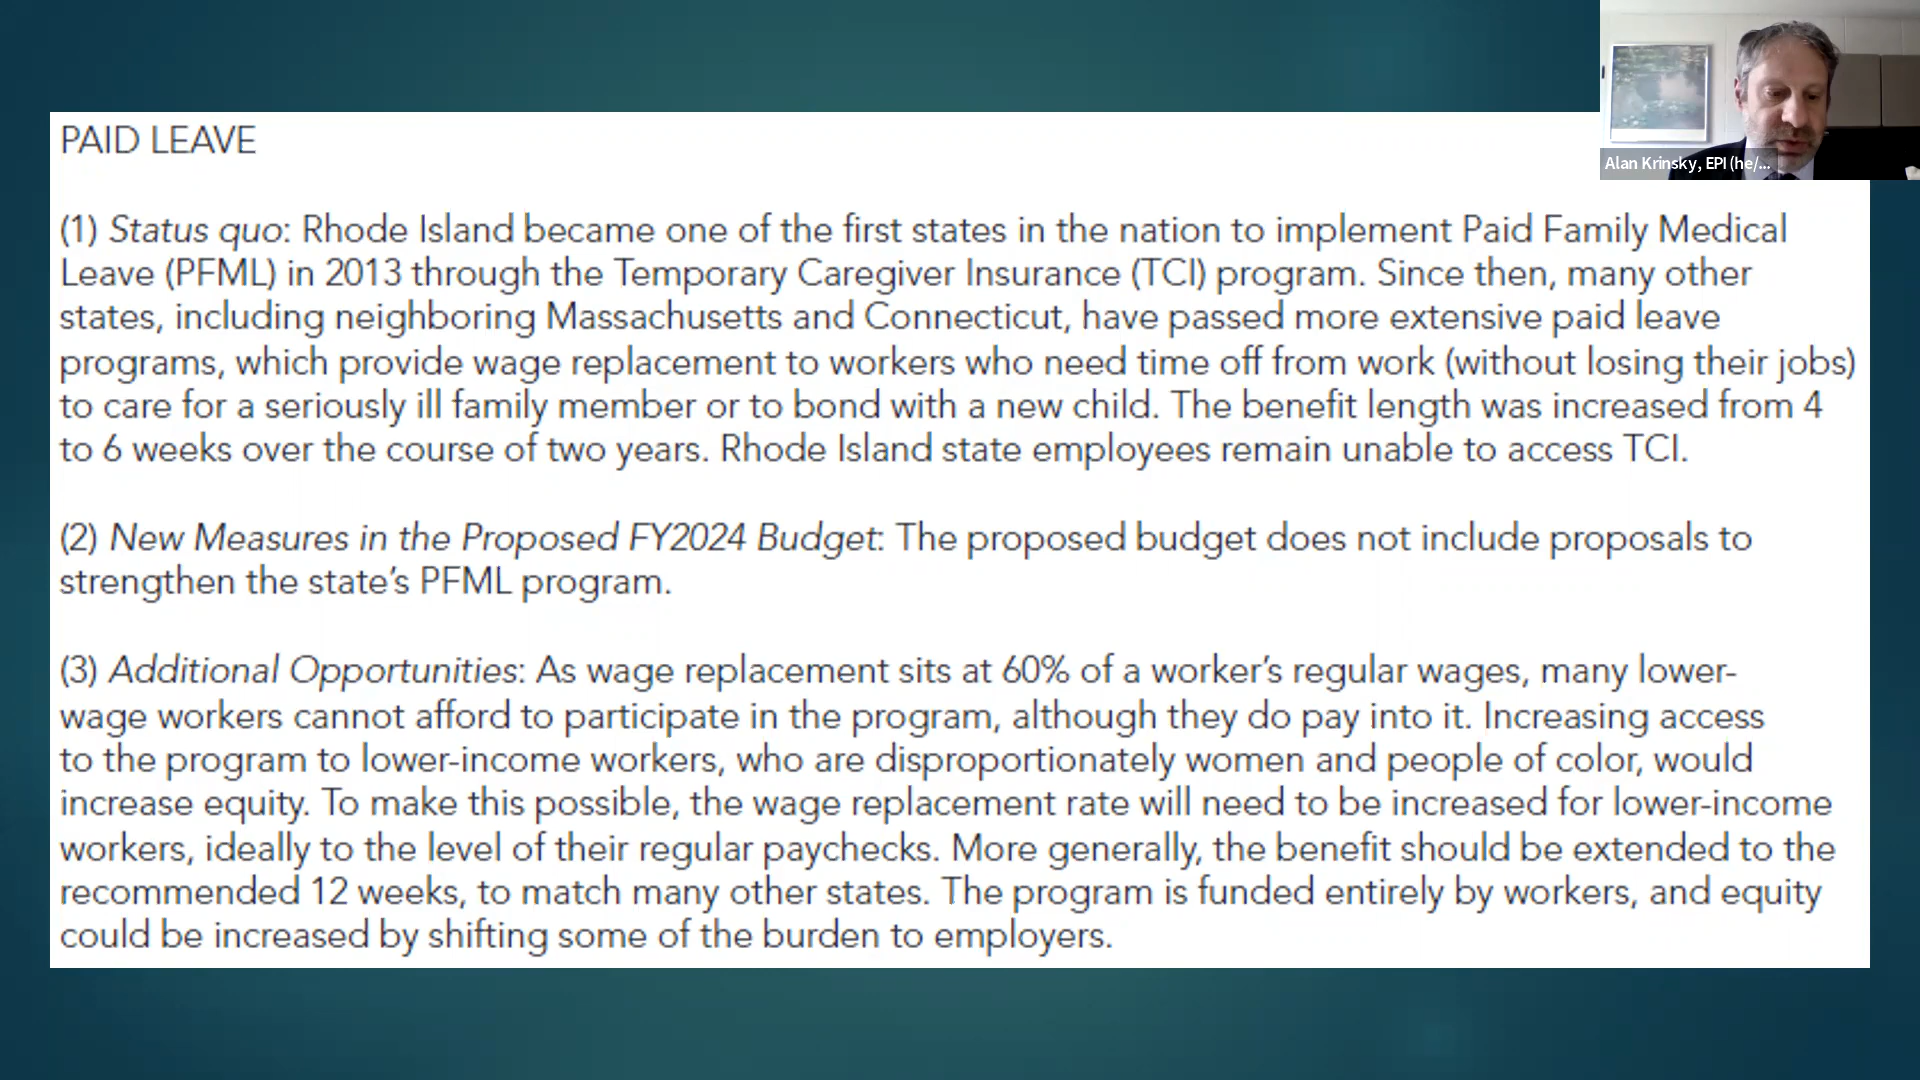 PAID LEAVE
(1) Status quo: Rhode Island became one of the first states in the nation to implement Paid Family Medical
Leave (PFML) in 2013 through the Temporary Caregiver Insurance (TCI) program. Since then, many other
states, including neighboring Massachusetts and Connecticut, have passed more extensive paid leave
programs, which provide wage replacement to workers who need time off from work (without losing their jobs)
to care for a seriously ill family member or to bond with a new child. The benefit length was increased from 4
to 6 weeks over the course of two years. Rhode Island state employees remain unable to access TCI.
(2) New Measures in the Proposed FY2024 Budget: The proposed budget does not include proposals to
strengthen the state’s PFML program.
(3) Additional Opportunities: As wage replacement sits at 60% of a worker’s regular wages, many lower-
wage workers cannot afford to participate in the program, although they do pay into it. Increasing access
to the program to lower-income workers, who are disproportionately women and people of color, would
increase equity. To make this possible, the wage replacement rate will need to be increased for lower-income
workers, ideally to the level of their regular paychecks. More generally, the benefit should be extended to the
recommended 12 weeks, to match many other states. The program is funded entirely by workers, and equity
could be increased by shifting some of the burden to employers.
Alan Krinsky, EPI (he/...